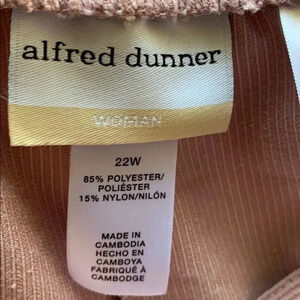 alfred dunner
WOMAN
22W
85% POLYESTER/
POLIÉSTER
15% NYLON/NILÓN
MADE IN
CAMBODIA
HECHO EN
CAMBOYA
FABRIQUÉ À
CAMBODGE